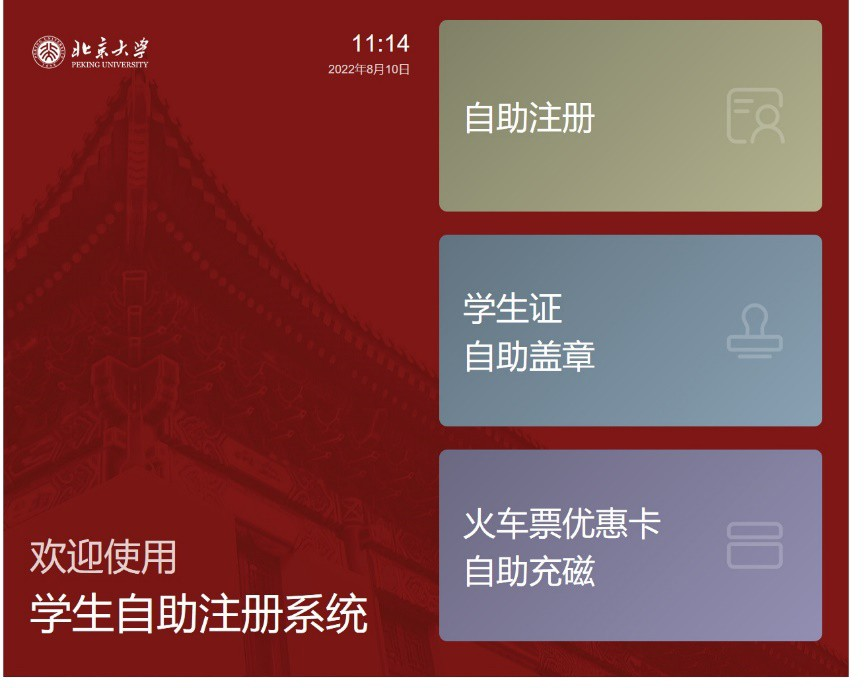 北京大学
PEKING UNIVERSITY
11:14
2022年8月10日
自助注册
学生证
自助盖章
火车票优惠卡
自助充磁
欢迎使用
学生自助注册系统